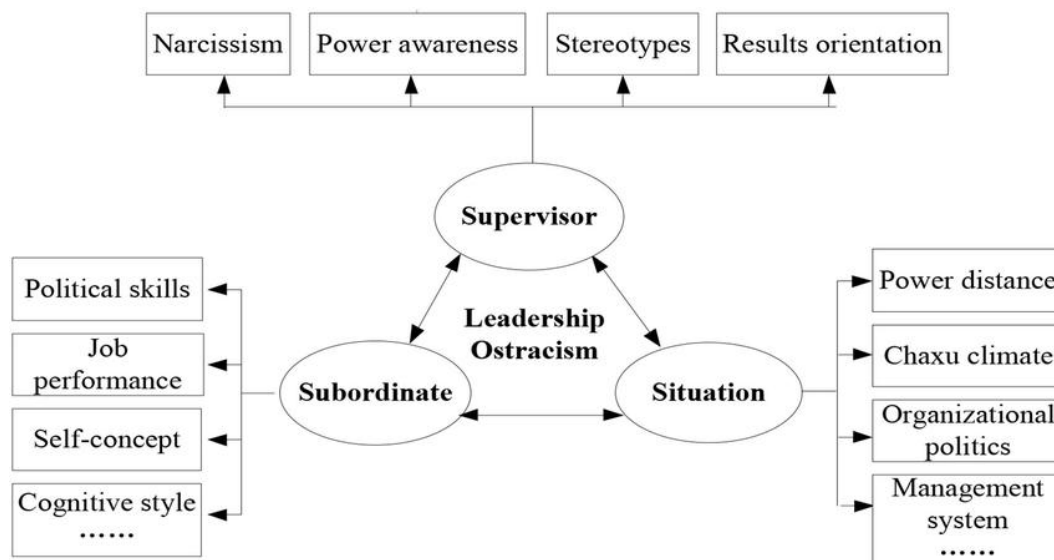 Narcissism
Power awareness
Stereotypes
Results orientation
Supervisor
Leadership
Ostracism
Subordinate
Situation
Political skills
Job
performance
Self-concept
Cognitive style
……
Power distance
Chaxu climate
Organizational
politics
Management
system
……